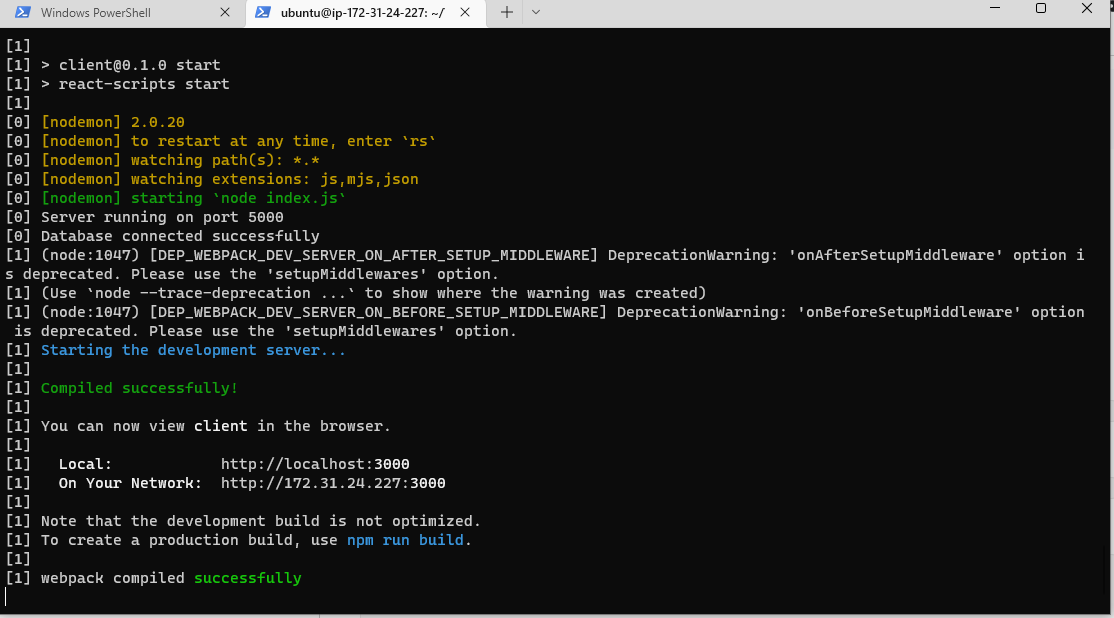 Windows PowerShell
ubuntu@ip-172-31-24-227: ~/
[1]
[1] > client@0.1.0 start
[1] > react-scripts start
[1]
[0] [nodemon] 2.0.20
[0] [nodemon] to restart at any time, enter `rs`
[0] [nodemon] watching path(s): *.*
[0] [nodemon] watching extensions: js,mjs,json
[0] [nodemon] starting `node index.js`
[0] Server running on port 5000
[0] Database connected successfully
[1] (node:1047) [DEP_WEBPACK_DEV_SERVER_ON_AFTER_SETUP_MIDDLEWARE] DeprecationWarning: 'onAfterSetupMiddleware' option i
s deprecated. Please use the 'setupMiddlewares' option.
[1] (Use `node --trace-deprecation ...` to show where the warning was created)
[1] (node:1047) [DEP_WEBPACK_DEV_SERVER_ON_BEFORE_SETUP_MIDDLEWARE] DeprecationWarning: 'onBeforeSetupMiddleware' option
 is deprecated. Please use the 'setupMiddlewares' option.
[1] Starting the development server...
[1]
[1] Compiled successfully!
[1]
[1] You can now view client in the browser.
[1]
[1]   Local:            http://localhost:3000
[1]   On Your Network:  http://172.31.24.227:3000
[1]
[1] Note that the development build is not optimized.
[1] To create a production build, use npm run build.
[1]
[1] webpack compiled successfully